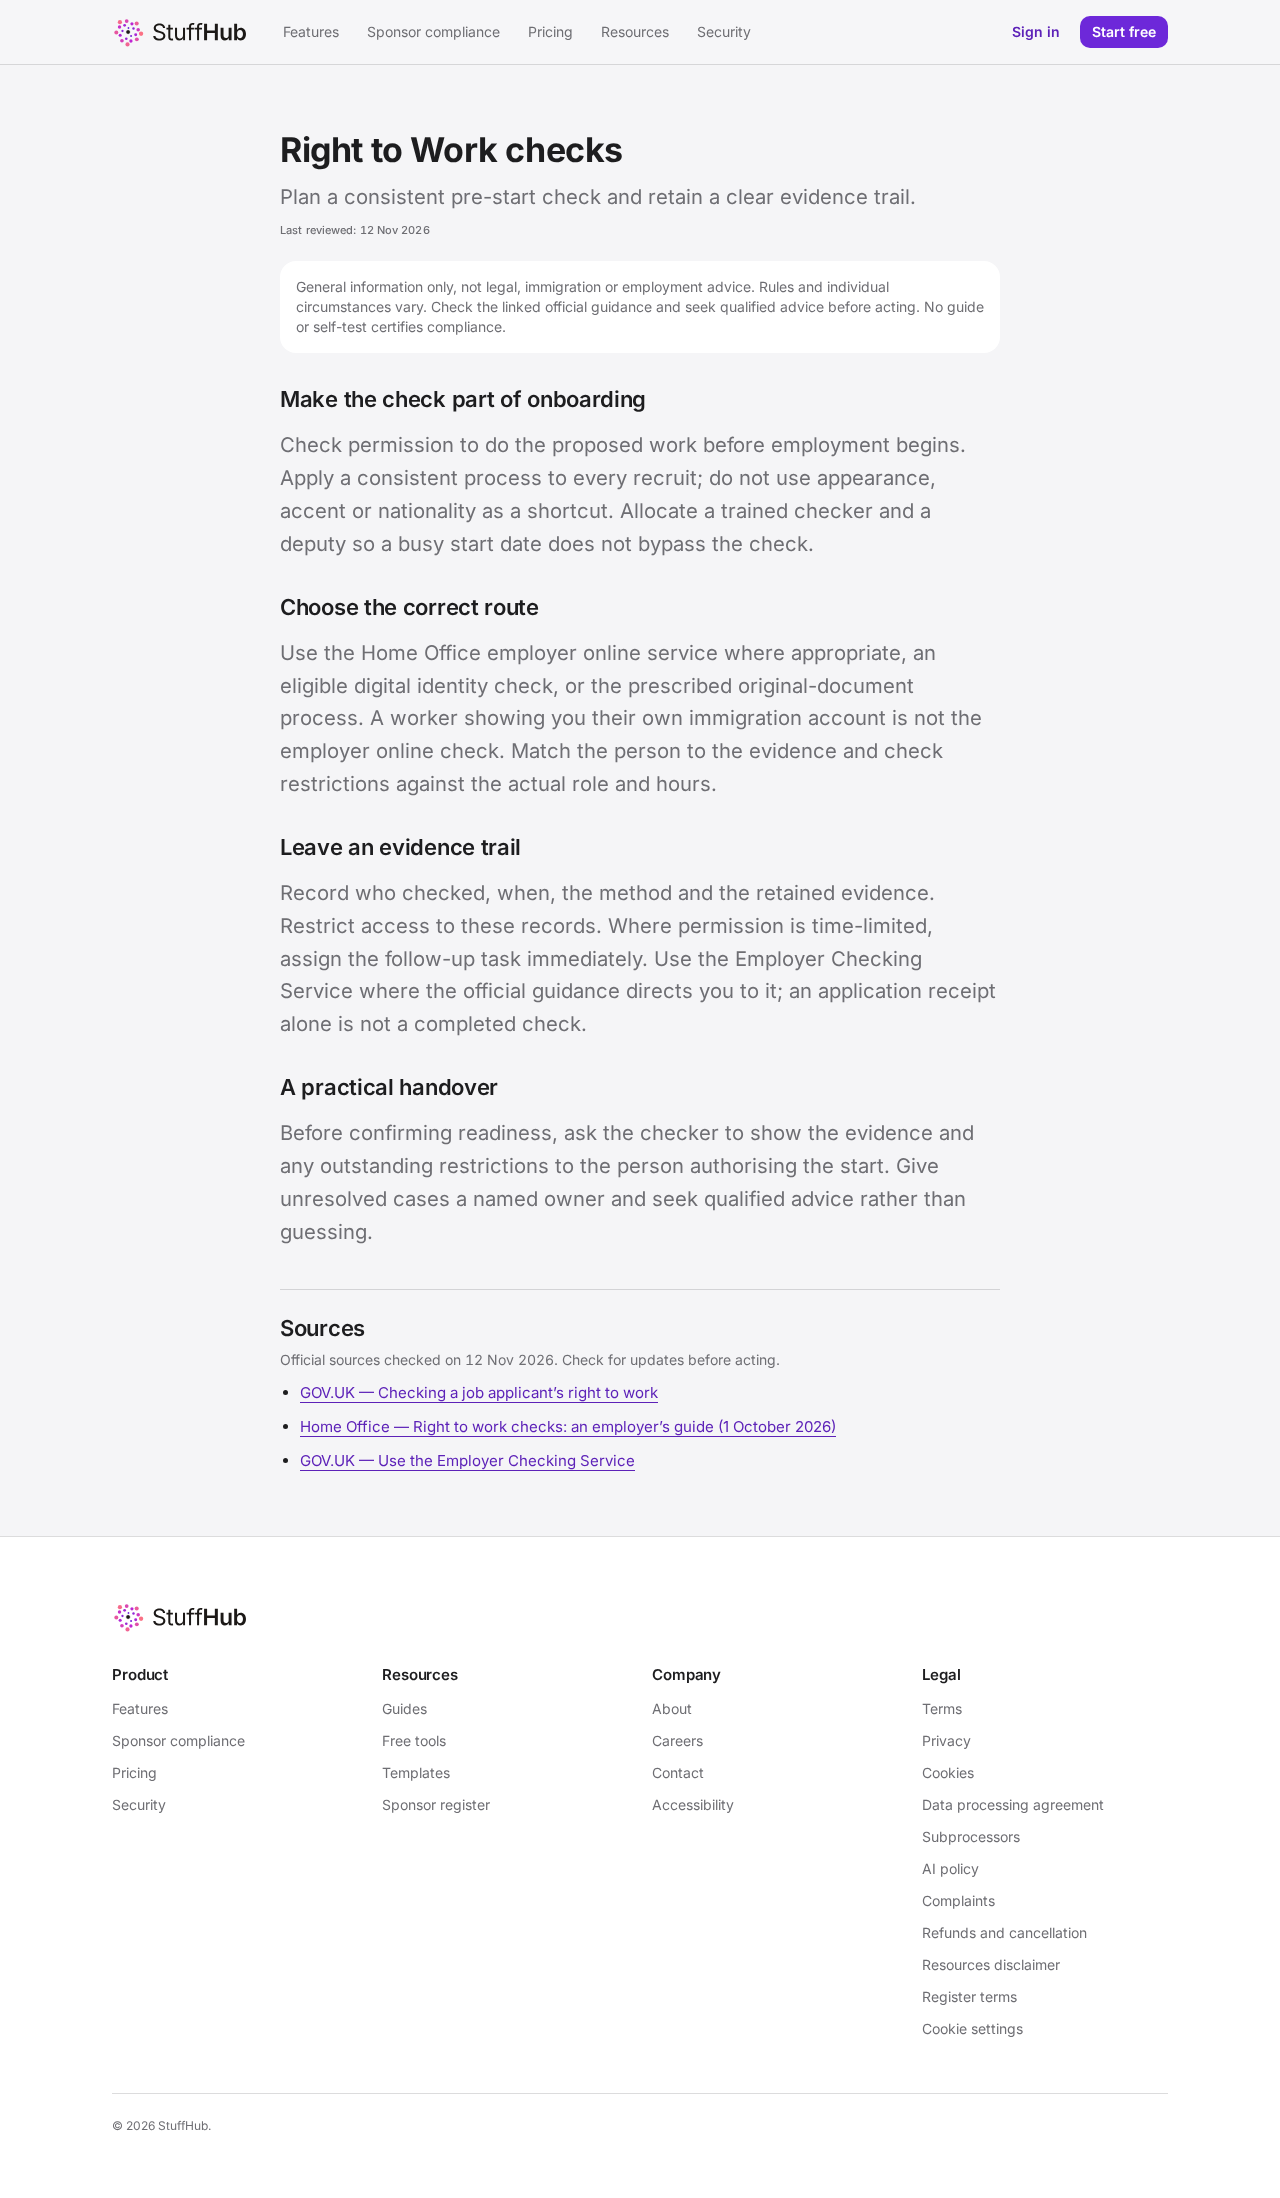 StuffHub
Features
Sponsor compliance
Pricing
Resources
Security
Sign in
Start free
Right to Work checks
Plan a consistent pre-start check and retain a clear evidence trail.
Last reviewed: 12 Nov 2026
General information only, not legal, immigration or employment advice. Rules and individual
circumstances vary. Check the linked official guidance and seek qualified advice before acting. No guide
or self-test certifies compliance.
Make the check part of onboarding
Check permission to do the proposed work before employment begins.
Apply a consistent process to every recruit; do not use appearance,
accent or nationality as a shortcut. Allocate a trained checker and a
deputy so a busy start date does not bypass the check.
Choose the correct route
Use the Home Office employer online service where appropriate, an
eligible digital identity check, or the prescribed original-document
process. A worker showing you their own immigration account is not the
employer online check. Match the person to the evidence and check
restrictions against the actual role and hours.
Leave an evidence trail
Record who checked, when, the method and the retained evidence.
Restrict access to these records. Where permission is time-limited,
assign the follow-up task immediately. Use the Employer Checking
Service where the official guidance directs you to it; an application receipt
alone is not a completed check.
A practical handover
Before confirming readiness, ask the checker to show the evidence and
any outstanding restrictions to the person authorising the start. Give
unresolved cases a named owner and seek qualified advice rather than
guessing.
Sources
Official sources checked on 12 Nov 2026. Check for updates before acting.
GOV.UK — Checking a job applicant’s right to work
Home Office — Right to work checks: an employer’s guide (1 October 2026)
GOV.UK — Use the Employer Checking Service
StuffHub
Product
Features
Sponsor compliance
Pricing
Security
Resources
Guides
Free tools
Templates
Sponsor register
Company
About
Careers
Contact
Accessibility
Legal
Terms
Privacy
Cookies
Data processing agreement
Subprocessors
AI policy
Complaints
Refunds and cancellation
Resources disclaimer
Register terms
Cookie settings
© 2026 StuffHub.